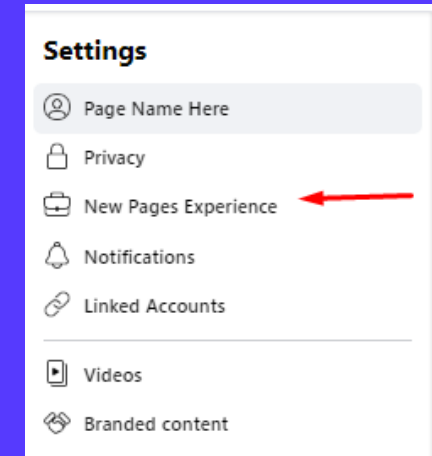 Settings
Page Name Here
Privacy
New Pages Experience
Notifications
Linked Accounts
Videos
Branded content